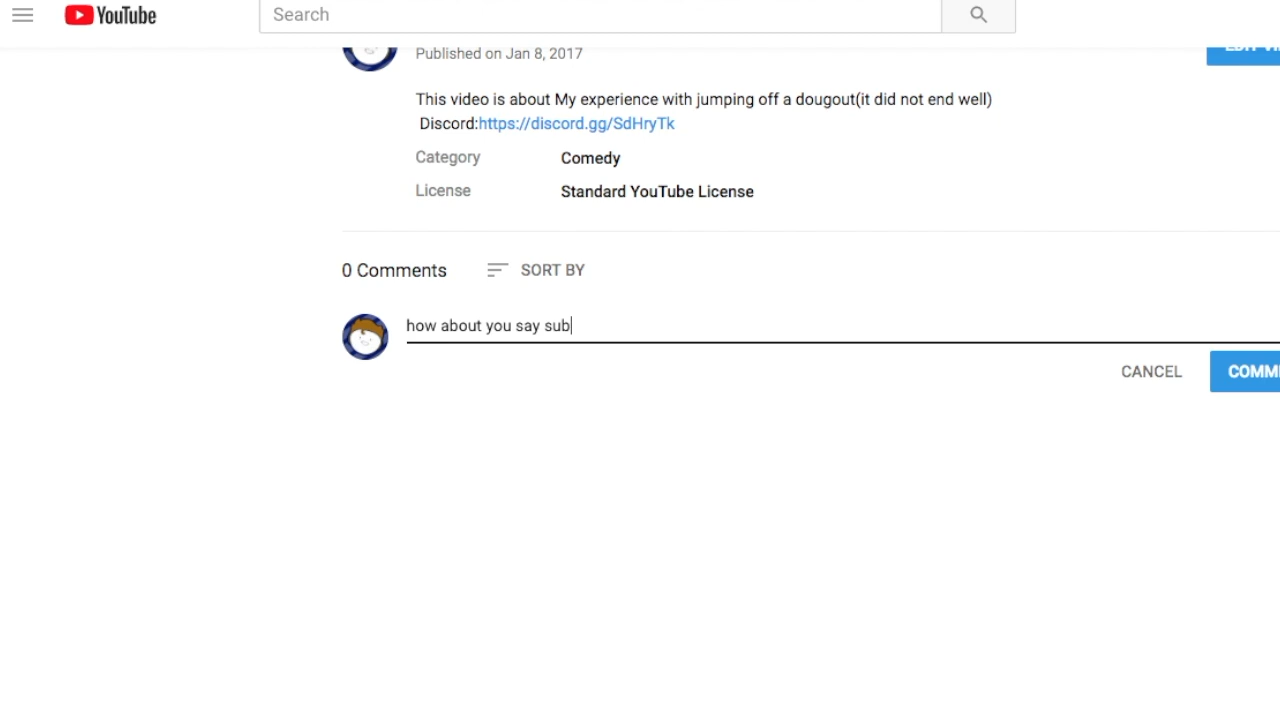 YouTube
Search
Published on Jan 8, 2017
This video is about My experience with jumping off a dougout(it did not end well)
Discord:https://discord.gg/SdHryTk
Category Comedy
License Standard YouTube License
0 Comments SORT BY
how about you say sub
CANCEL